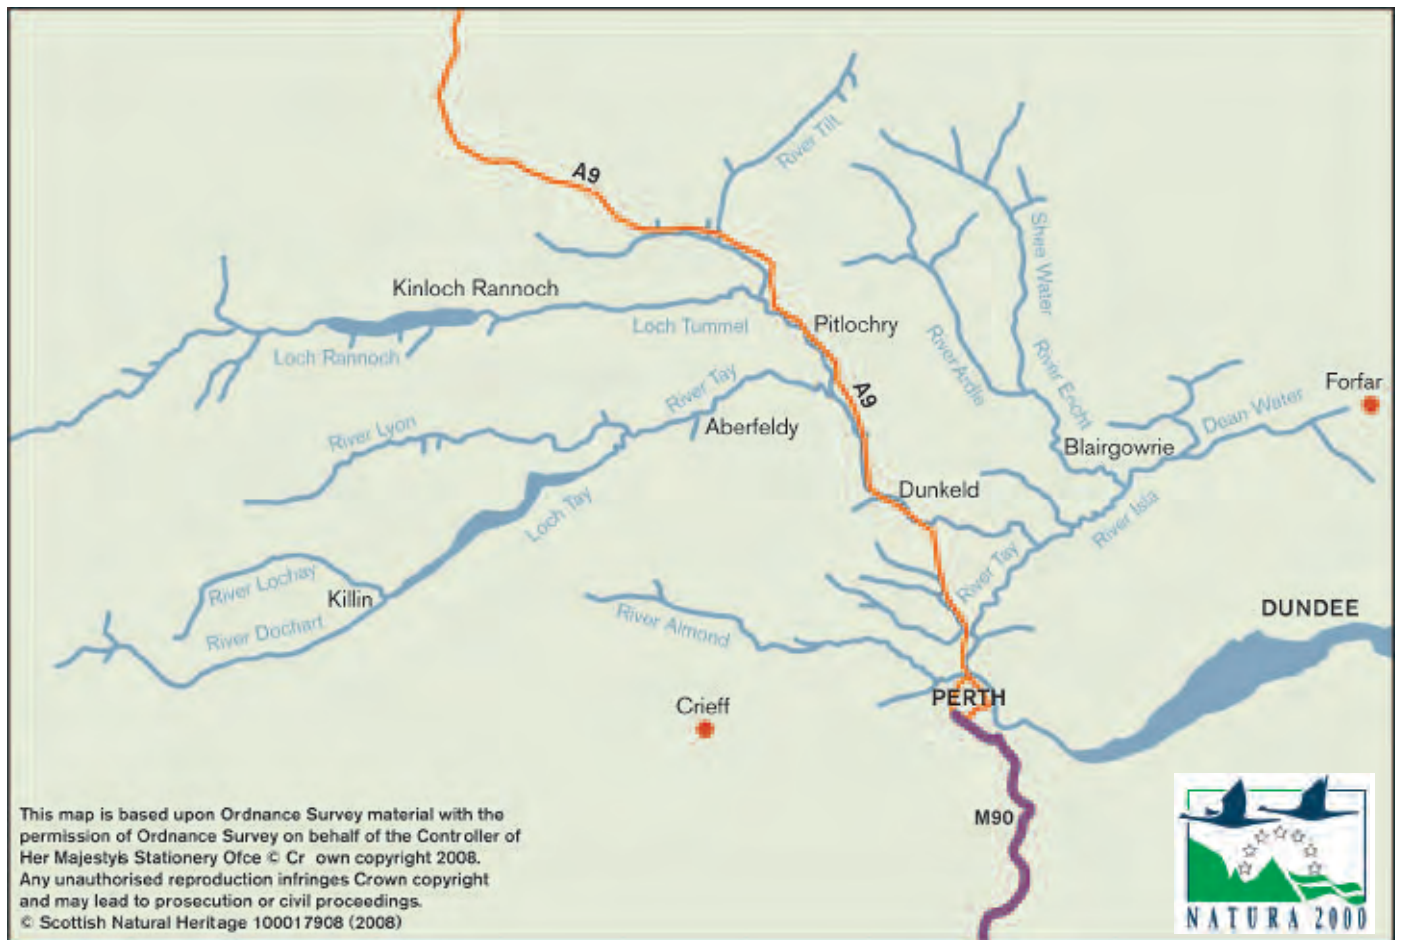 A9
River Tilt
Shee Water
Kinloch Rannoch
Loch Tummel
Pitlochry
Loch Rannoch
River Ardle
River Ericht
River Tay
A9
Forfar
Dean Water
River Lyon
Aberfeldy
Blairgowrie
Dunkeld
Loch Tay
River Isla
River Tay
River Lochay
Killin
River Dochart
River Almond
DUNDEE
PERTH
Crieff
M90
This map is based upon Ordnance Survey material with the
permission of Ordnance Survey on behalf of the Controller of
Her Majestyis Stationery Ofce © Cr own copyright 2008.
Any unauthorised reproduction infringes Crown copyright
and may lead to prosecution or civil proceedings.
© Scottish Natural Heritage 100017908 (2008)
NATURA 2000